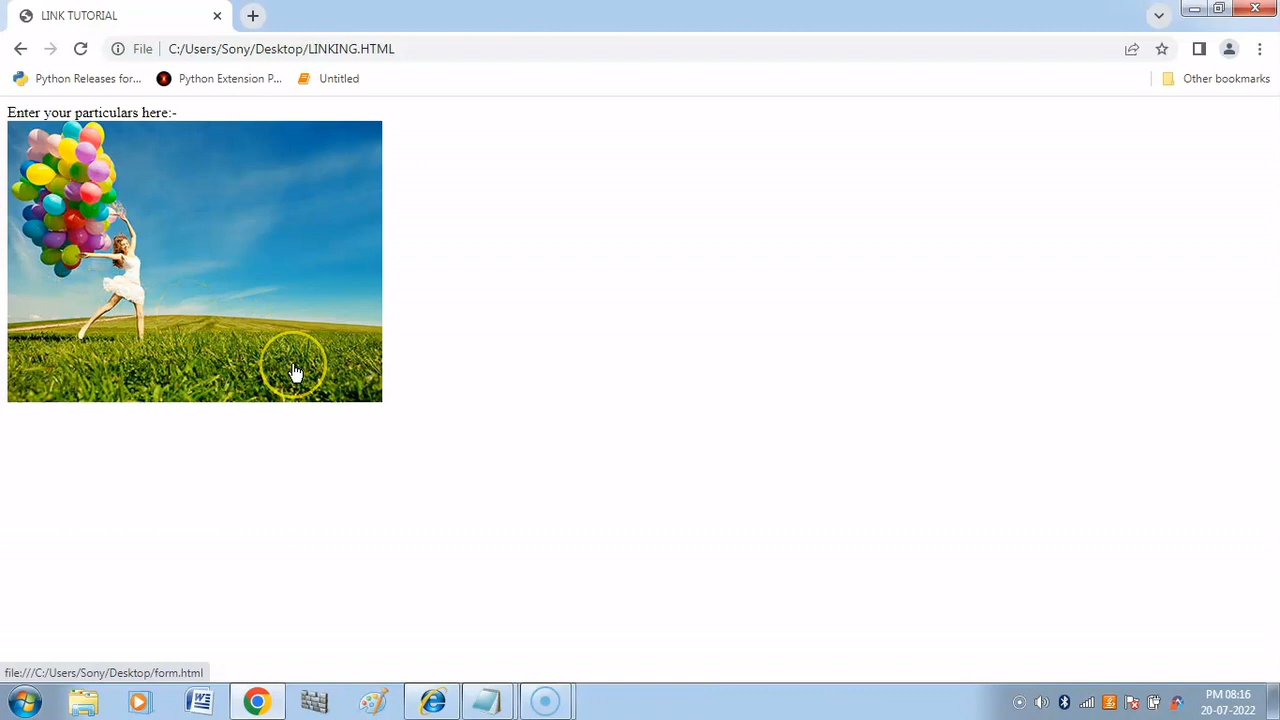 LINK TUTORIAL
File C:/Users/Sony/Desktop/LINKING.HTML
Python Releases for... Python Extension P... Untitled Other bookmarks
Enter your particulars here:-
file:///C:/Users/Sony/Desktop/form.html
PM 08:16
20-07-2022